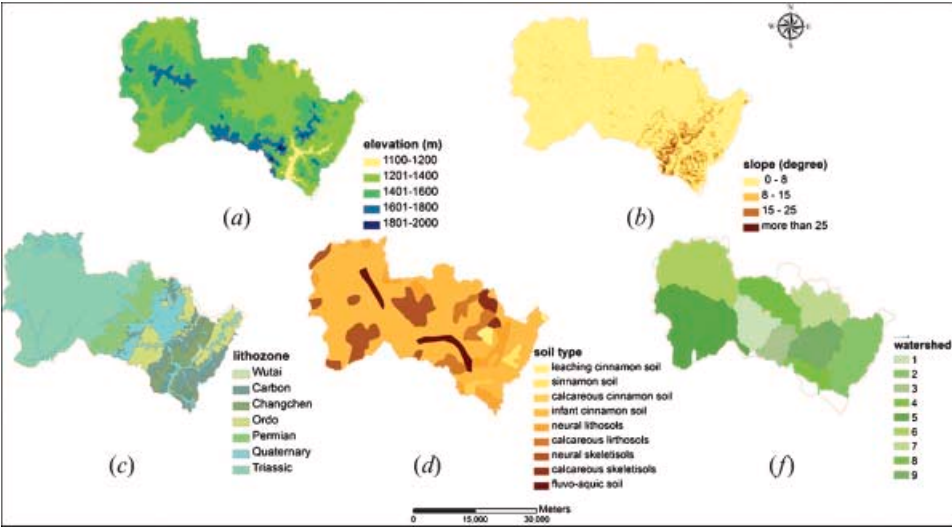 N
W
E
S
elevation (m)
1100-1200
1201-1400
1401-1600
1601-1800
1801-2000
(a)
slope (degree)
0 - 8
8 - 15
15 - 25
more than 25
(b)
lithozone
Wutai
Carbon
Changchen
Ordo
Permian
Quaternary
Triassic
(c)
soil type
leaching cinnamon soil
sinnamon soil
calcareous cinnamon soil
infant cinnamon soil
neural lithosols
calcareous lirthosols
neural skeletisols
calcareous skeletisols
fluvo-aquic soil
(d)
watershed
1
2
3
4
5
6
7
8
9
(f)
Meters
0 15,000 30,000